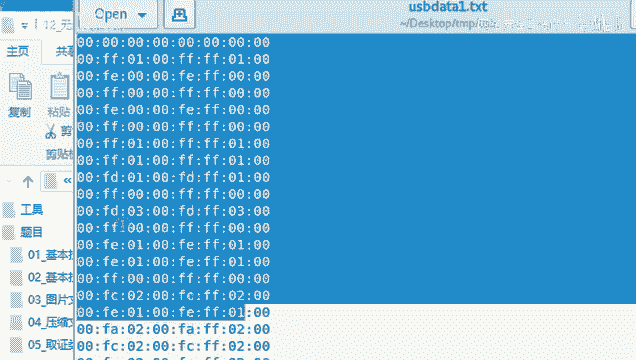 usbdata1.txt
Open
~/Desktop/tmp/
12_无
主页
共享
复制
粘贴
剪
剪贴板
工具
题目
01_基本
02_基本
03_图片文
04_压缩文
05_取证
00:00:00:00:00:00:00:00
00:ff:01:00:ff:ff:01:00
00:fe:00:00:fe:ff:00:00
00:ff:00:00:ff:ff:00:00
00:fe:00:00:fe:ff:00:00
00:ff:00:00:ff:ff:00:00
00:ff:01:00:ff:ff:01:00
00:ff:01:00:ff:ff:01:00
00:fd:01:00:fd:ff:01:00
00:ff:00:00:ff:ff:00:00
00:fd:03:00:fd:ff:03:00
00:ff:00:00:ff:ff:00:00
00:fe:01:00:fe:ff:01:00
00:fe:01:00:fe:ff:01:00
00:ff:00:00:ff:ff:00:00
00:fc:02:00:fc:ff:02:00
00:fe:01:00:fe:ff:01:00
00:fa:02:00:fa:ff:02:00
00:fc:02:00:fc:ff:02:00